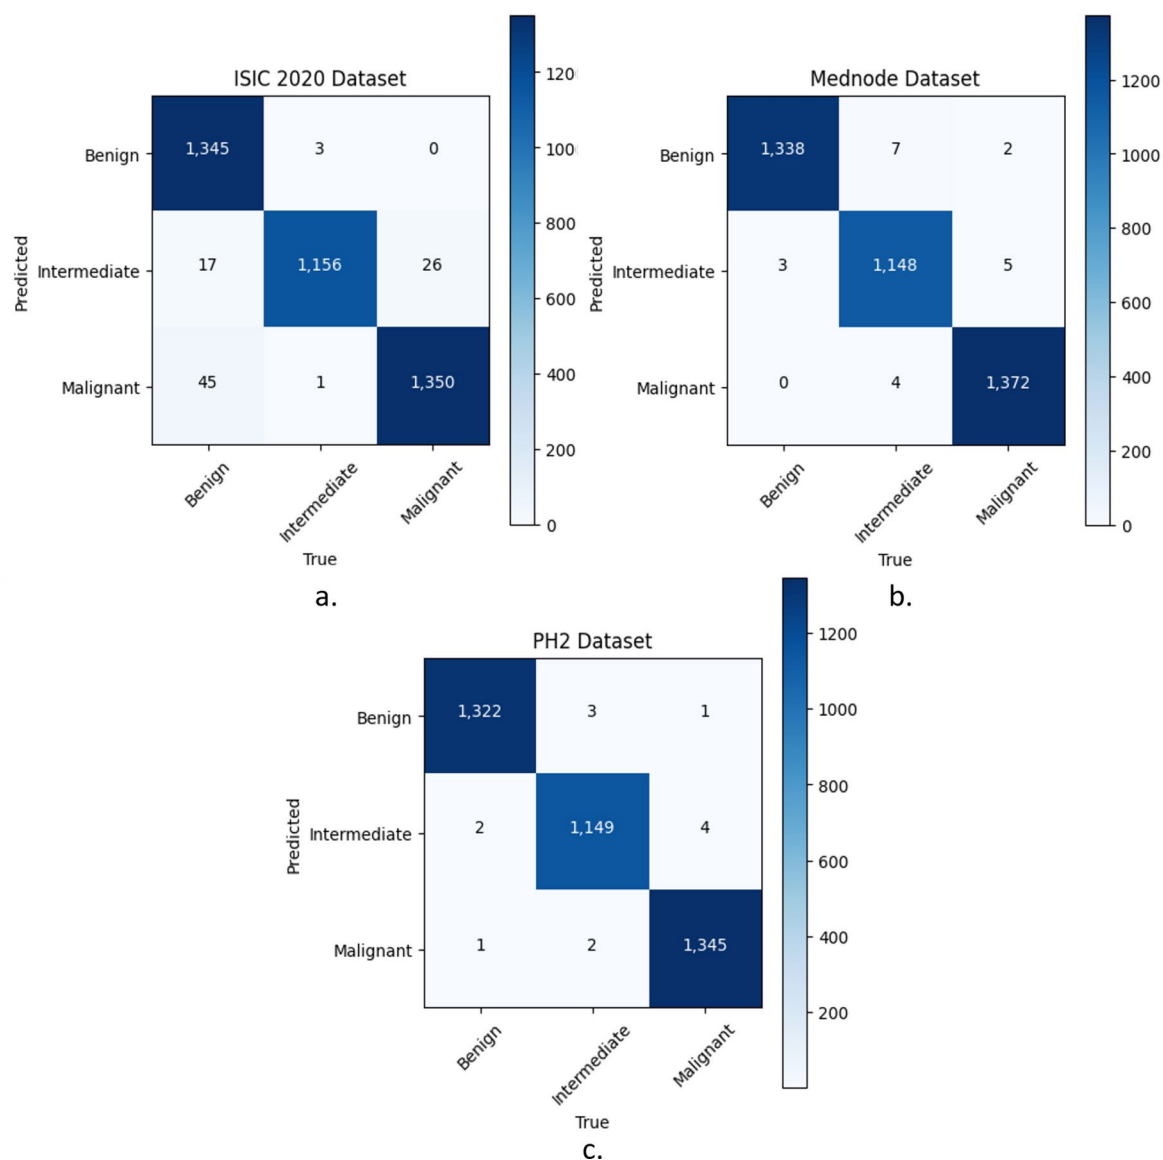 ISIC 2020 Dataset
Benign
Intermediate
Malignant
Predicted
1,345 3 0
17 1,156 26
45 1 1,350
Benign Intermediate Malignant
True
120
100
800
600
400
200
0
a.
Mednode Dataset
Benign
Intermediate
Malignant
Predicted
1,338 7 2
3 1,148 5
0 4 1,372
Benign Intermediate Malignant
True
1200
1000
800
600
400
200
0
b.
PH2 Dataset
Benign
Intermediate
Malignant
Predicted
1,322 3 1
2 1,149 4
1 2 1,345
Benign Intermediate Malignant
True
1200
1000
800
600
400
200
c.